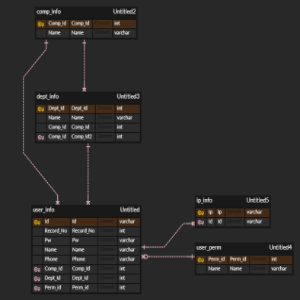 comp_info Untitled2
Comp_Id Comp_Id int
Name Name varchar
dept_info Untitled3
Dept_Id Dept_Id int
Name Name varchar
Comp_Id Comp_Id int
Comp_Id Comp_Id2 int
user_info Untitled
Id Id varchar
Record_No Record_No int
Pw Pw varchar
Name Name varchar
Phone Phone varchar
Comp_Id Comp_Id int
Dept_Id Dept_Id int
Perm_Id Perm_Id int
ip_info Untitled5
Ip Ip varchar
Id Id varchar
user_perm Untitled4
Perm_Id Perm_Id int
Name Name varchar